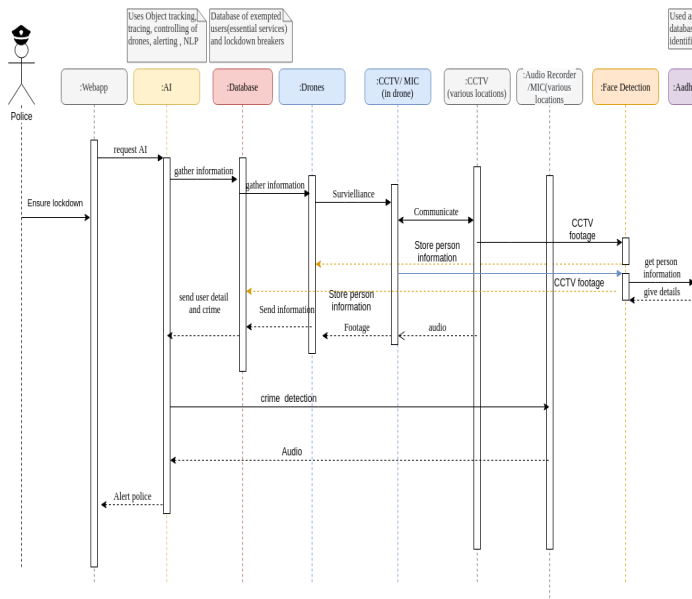 Uses Object tracking,
tracing, controlling of
drones, alerting , NLP
Database of exempted
users(essential services)
and lockdown breakers
Used a
databas
identifi
Police
:Webapp
:AI
:Database
:Drones
:CCTV/ MIC
(in drone)
:CCTV
(various locations)
:Audio Recorder
/MIC(various
locations
:Face Detection
:Aadh
request AI
gather information
gather information
Survielliance
Ensure lockdown
Communicate
CCTV
footage
Store person
information
get person
information
CCTV footage
give details
send user detail
and crime
Store person
information
Send information
Footage
audio
crime detection
Audio
Alert police